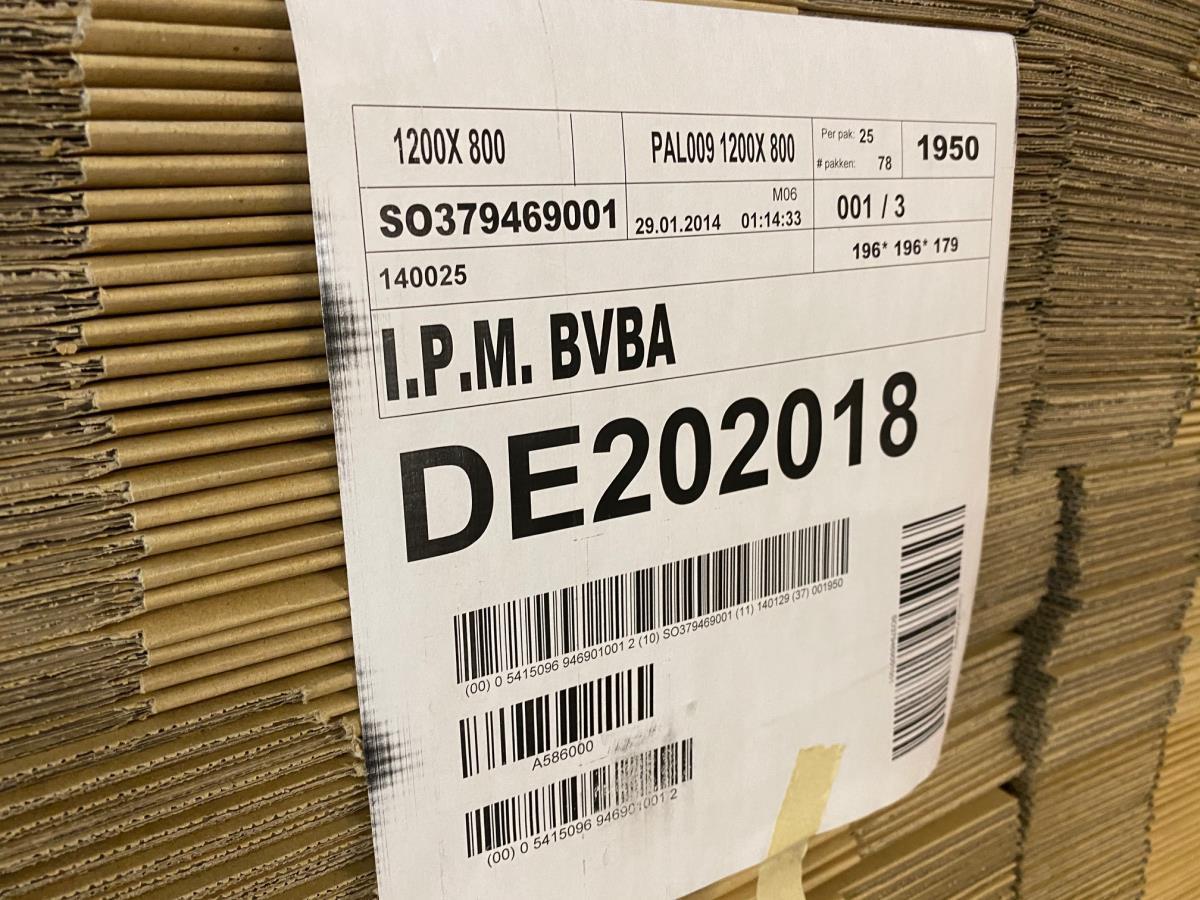 1200X 800
PAL009 1200X 800
Per pak: 25
# pakken: 78
1950
SO379469001
M06
29.01.2014 01:14:33
001 / 3
140025
196* 196* 179
I.P.M. BVBA
DE202018
(00) 0 5415096 946901001 2 (10) SO379469001 (11) 140129 (37) 001950
A586000
(00) 0 5415096 946901001 2